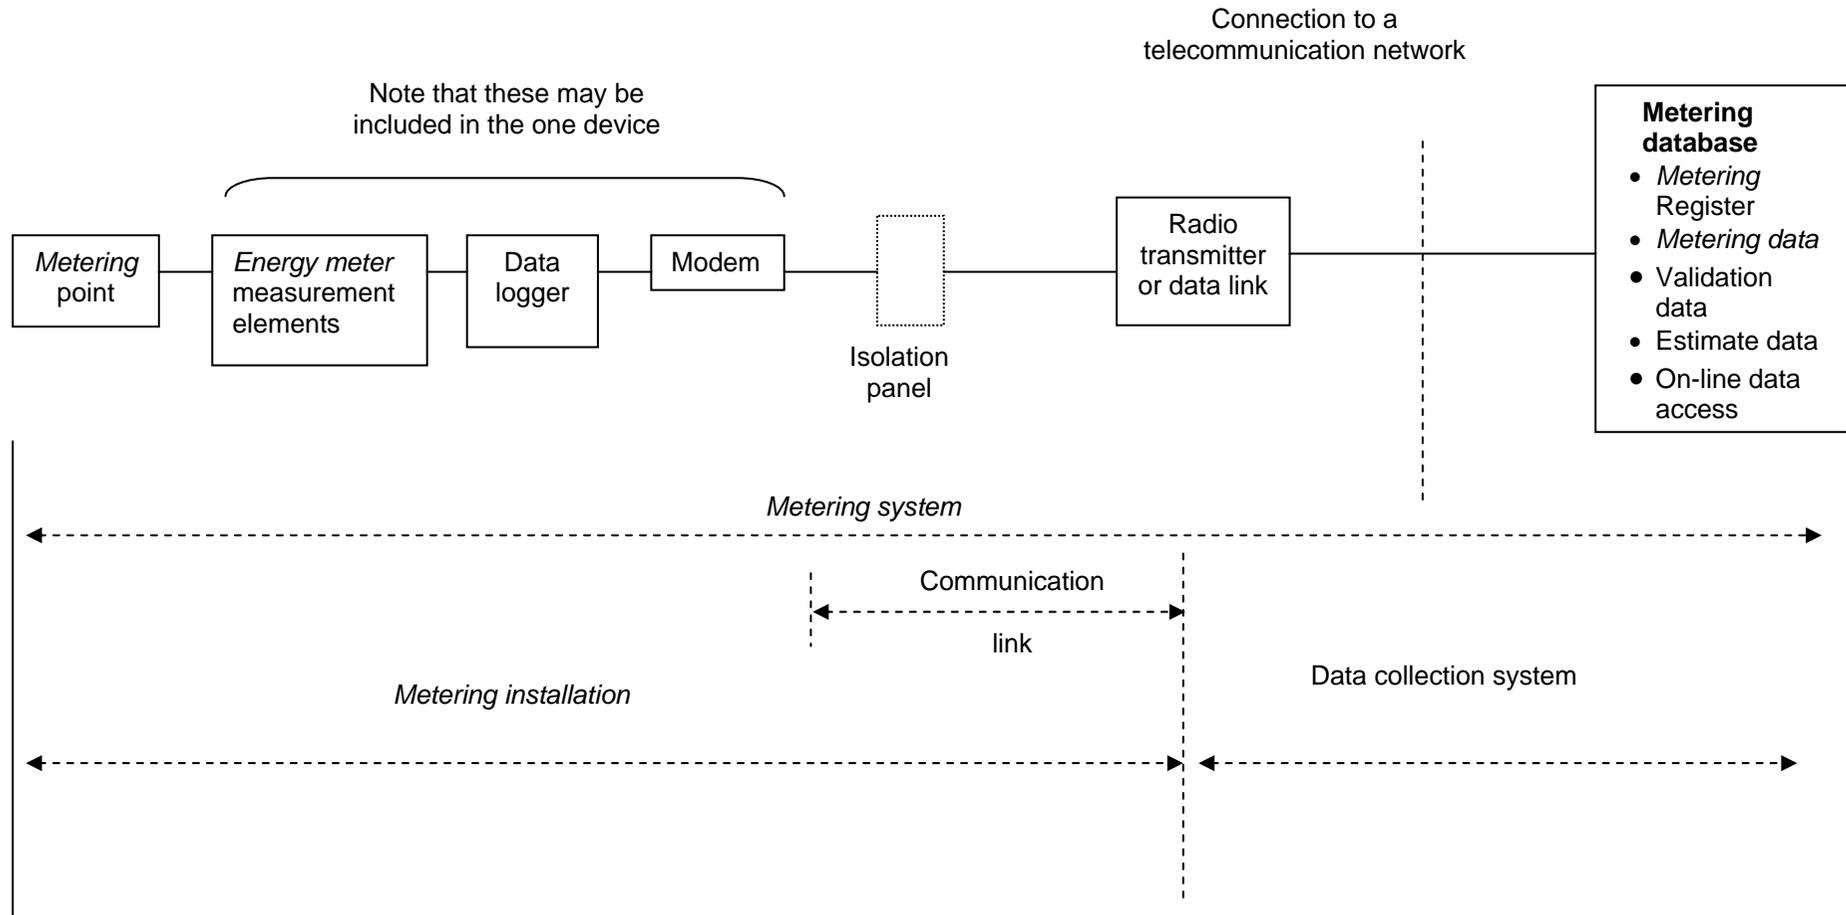 Connection to a
telecommunication network
Note that these may be
included in the one device
Metering
point
Energy meter
measurement
elements
Data
logger
Modem
Isolation
panel
Radio
transmitter
or data link
Metering
database
• Metering
Register
• Metering data
• Validation
data
• Estimate data
• On-line data
access
Metering system
Communication
link
Metering installation
Data collection system